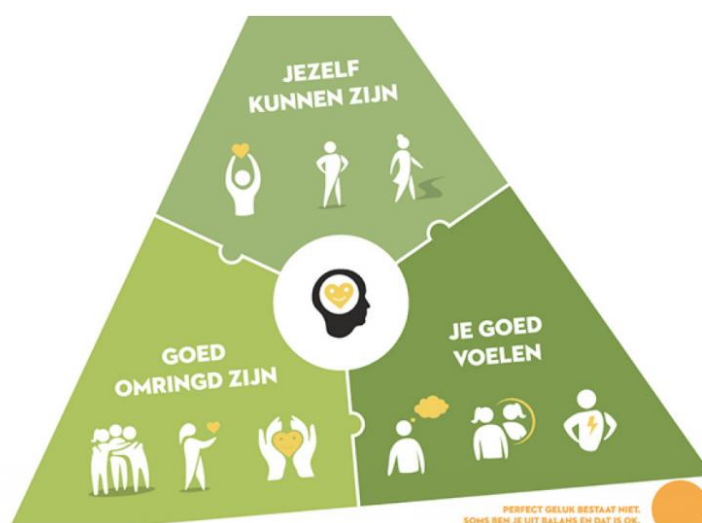 JEZELF
KUNNEN ZIJN
GOED
OMRINGD ZIJN
JE GOED
VOELEN
PERFECT GELUK BESTAAT NIET.
SOMS BEN JE UIT BALANS EN DAT IS OK.